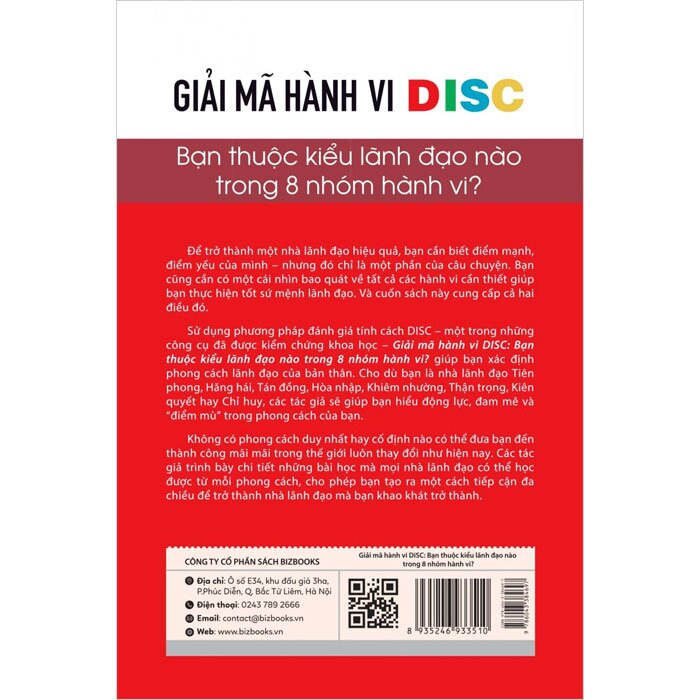 GIẢI MÃ HÀNH VI DISC
Bạn thuộc kiểu lãnh đạo nào
trong 8 nhóm hành vi?
Để trở thành một nhà lãnh đạo hiệu quả, bạn cần biết điểm mạnh,
điểm yếu của mình – nhưng đó chỉ là một phần của câu chuyện. Bạn
cũng cần có một cái nhìn bao quát về tất cả các hành vi cần thiết giúp
bạn thực hiện tốt sứ mệnh lãnh đạo. Và cuốn sách này cung cấp cả hai
điều đó.
Sử dụng phương pháp đánh giá tính cách DISC – một trong những
công cụ đã được kiểm chứng khoa học – Giải mã hành vi DISC: Bạn
thuộc kiểu lãnh đạo nào trong 8 nhóm hành vi? giúp bạn xác định
phong cách lãnh đạo của bản thân. Cho dù bạn là nhà lãnh đạo Tiên
phong, Hăng hái, Tán đồng, Hòa nhập, Khiêm nhường, Thận trọng, Kiên
quyết hay Chỉ huy, các tác giả sẽ giúp bạn hiểu động lực, đam mê và
“điểm mù” trong phong cách của bạn.
Không có phong cách duy nhất hay cố định nào có thể đưa bạn đến
thành công mãi mãi trong thế giới luôn thay đổi như hiện nay. Các tác
giả trình bày chi tiết những bài học mà mọi nhà lãnh đạo có thể học
được từ mỗi phong cách, cho phép bạn tạo ra một cách tiếp cận đa
chiều để trở thành nhà lãnh đạo mà bạn khao khát trở thành.
CÔNG TY CỔ PHẦN SÁCH BIZBOOKS
Địa chỉ: Ô số E34, khu đấu giá 3ha,
P.Phúc Diễn, Q, Bắc Từ Liêm, Hà Nội
Điện thoại: 0243 789 2666
Email: contact@bizbooks.vn
Web: www.bizbooks.vn
Giải mã hành vi DiSC: Bạn thuộc kiểu lãnh đạo nào
trong 8 nhóm hành vi?
8 935246 933510